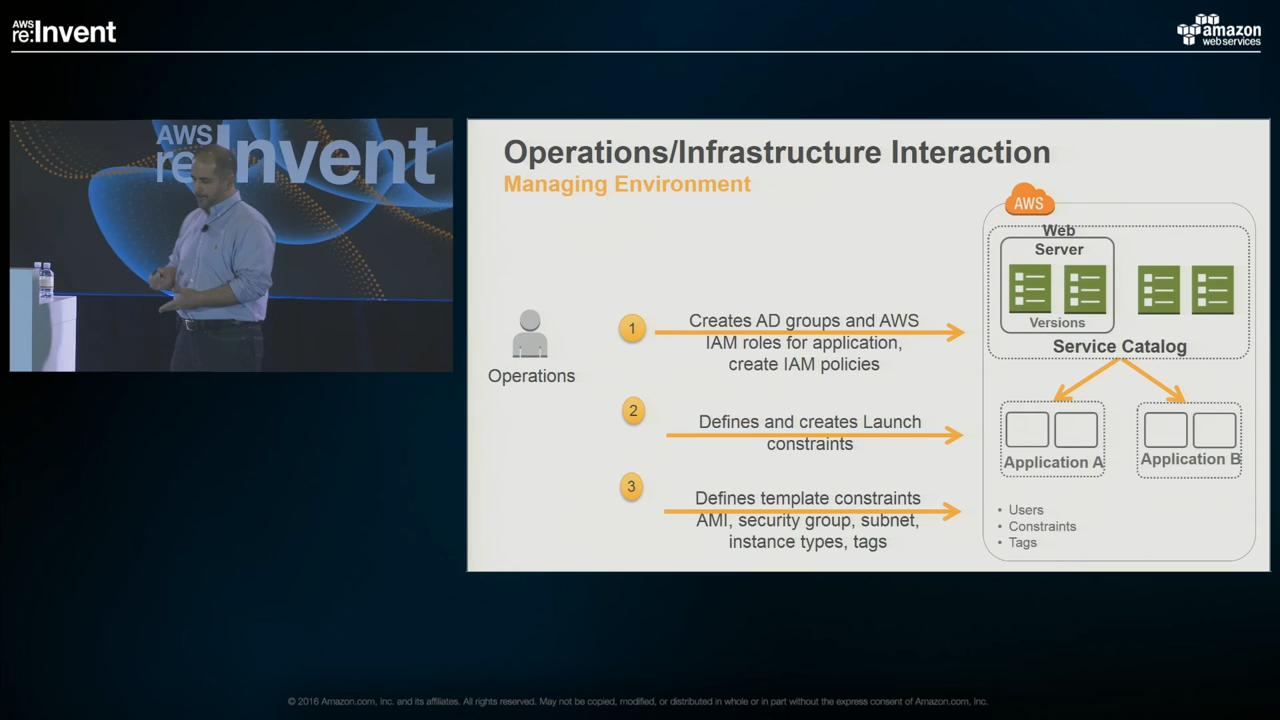 AWS
re:Invent
amazon
web services
AWS
re:Invent
Operations/Infrastructure Interaction
Managing Environment
AWS
Web
Server
Versions
Service Catalog
Operations
1
Creates AD groups and AWS
IAM roles for application,
create IAM policies
2
Defines and creates Launch
constraints
3
Defines template constraints
AMI, security group, subnet,
instance types, tags
Application A
Application B
• Users
• Constraints
• Tags
© 2016 Amazon.com, Inc. and its affiliates. All rights reserved. May not be copied, modified, or distributed in whole or in part without the express consent of Amazon.com, Inc.